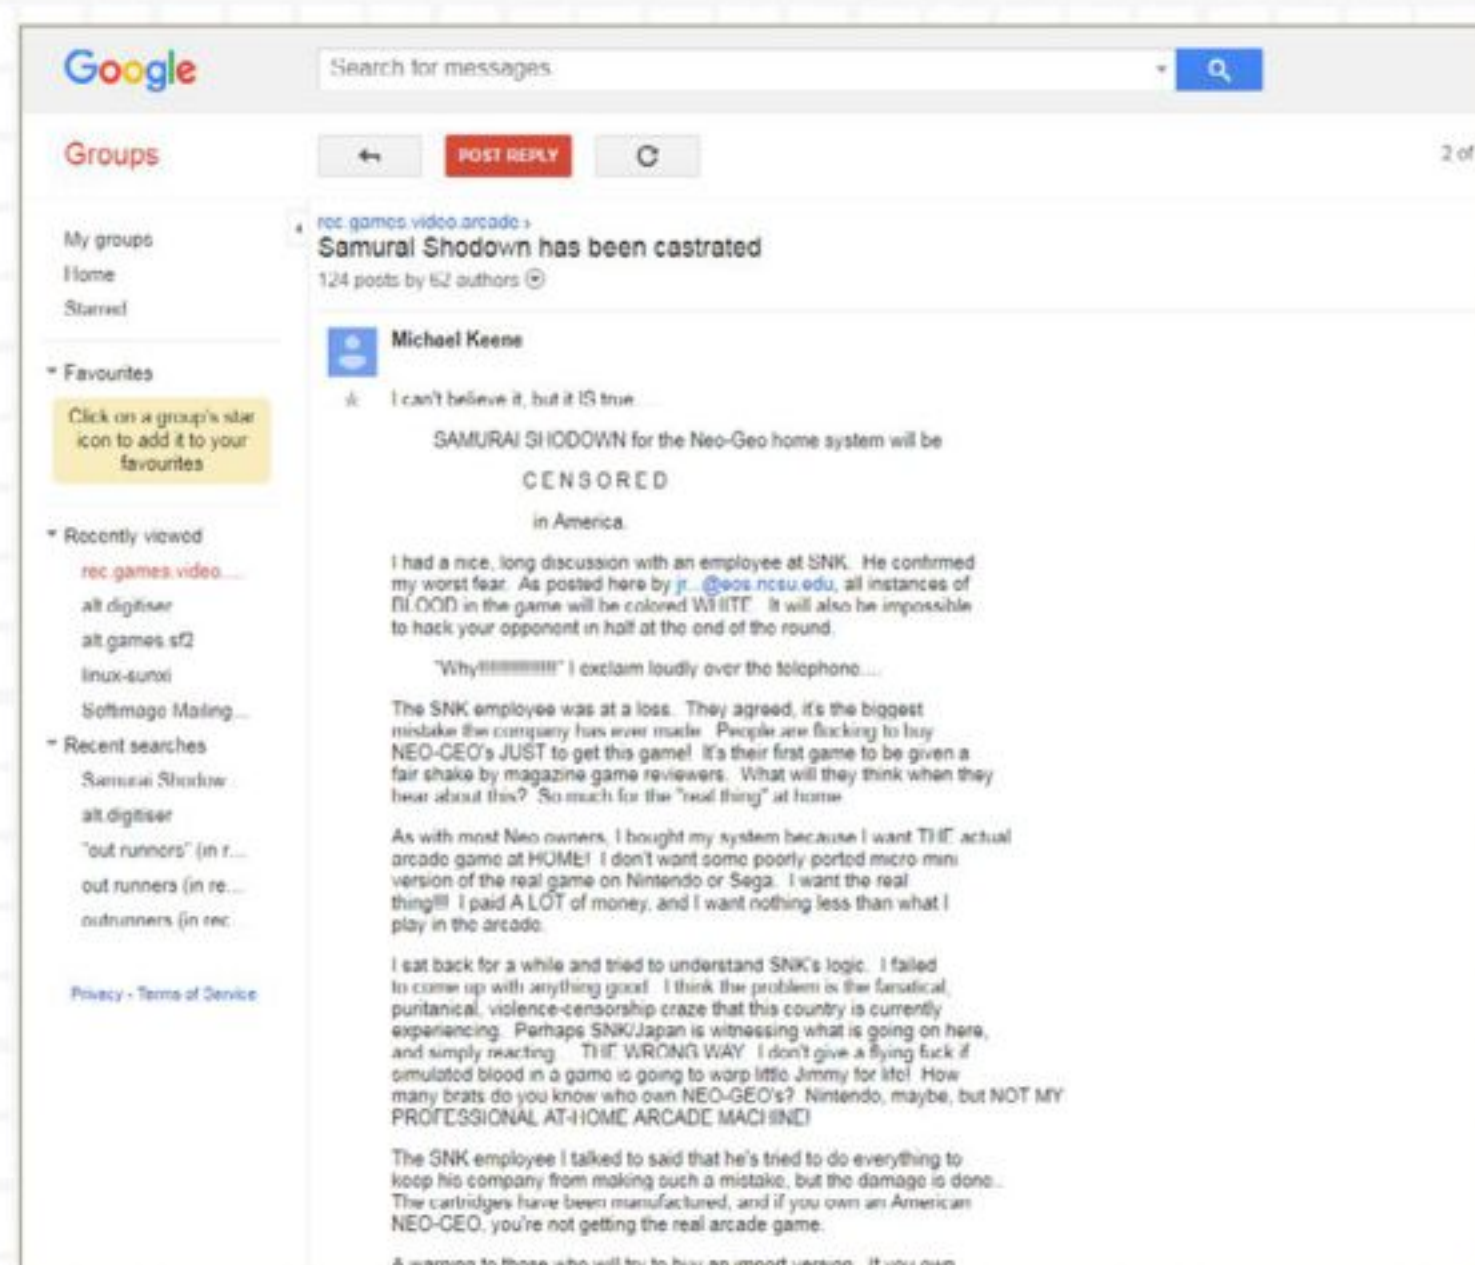 Google
Search for messages
Groups
POST REPLY
2 of
My groups
Home
Starred
Favourites
Click on a group's star
icon to add it to your
favourites
Recently viewed
rec.games.video....
alt.digitiser
alt.games.sf2
linux-sunxi
Softimage Mailing...
Recent searches
Samurai Shodow...
alt.digitiser
"out runners" (in r...
out runners (in re...
outrunners (in rec...
Privacy - Terms of Service
rec.games.video.arcade ›
Samurai Shodown has been castrated
124 posts by 62 authors
Michael Keene
I can't believe it, but it IS true....
SAMURAI SHODOWN for the Neo-Geo home system will be
C E N S O R E D
in America.
I had a nice, long discussion with an employee at SNK. He confirmed
my worst fear. As posted here by jr...@eos.ncsu.edu, all instances of
BLOOD in the game will be colored WHITE. It will also be impossible
to hack your opponent in half at the end of the round.
"Why!!!!!!!!!!!!!!!!" I exclaim loudly over the telephone....
The SNK employee was at a loss. They agreed, it's the biggest
mistake the company has ever made. People are flocking to buy
NEO-GEO's JUST to get this game! It's their first game to be given a
fair shake by magazine game reviewers. What will they think when they
hear about this? So much for the "real thing" at home.
As with most Neo owners, I bought my system because I want THE actual
arcade game at HOME! I don't want some poorly ported micro mini
version of the real game on Nintendo or Sega. I want the real
thing!!! I paid A LOT of money, and I want nothing less than what I
play in the arcade.
I sat back for a while and tried to understand SNK's logic. I failed
to come up with anything good. I think the problem is the fanatical,
puritanical, violence-censorship craze that this country is currently
experiencing. Perhaps SNK/Japan is witnessing what is going on here,
and simply reacting.... THE WRONG WAY. I don't give a flying fuck if
simulated blood in a game is going to warp little Jimmy for life! How
many brats do you know who own NEO-GEO's? Nintendo, maybe, but NOT MY
PROFESSIONAL AT-HOME ARCADE MACHINE!
The SNK employee I talked to said that he's tried to do everything to
keep his company from making such a mistake, but the damage is done...
The cartridges have been manufactured, and if you own an American
NEO-GEO, you're not getting the real arcade game.
A warning to those who will try to buy an import version. If you own